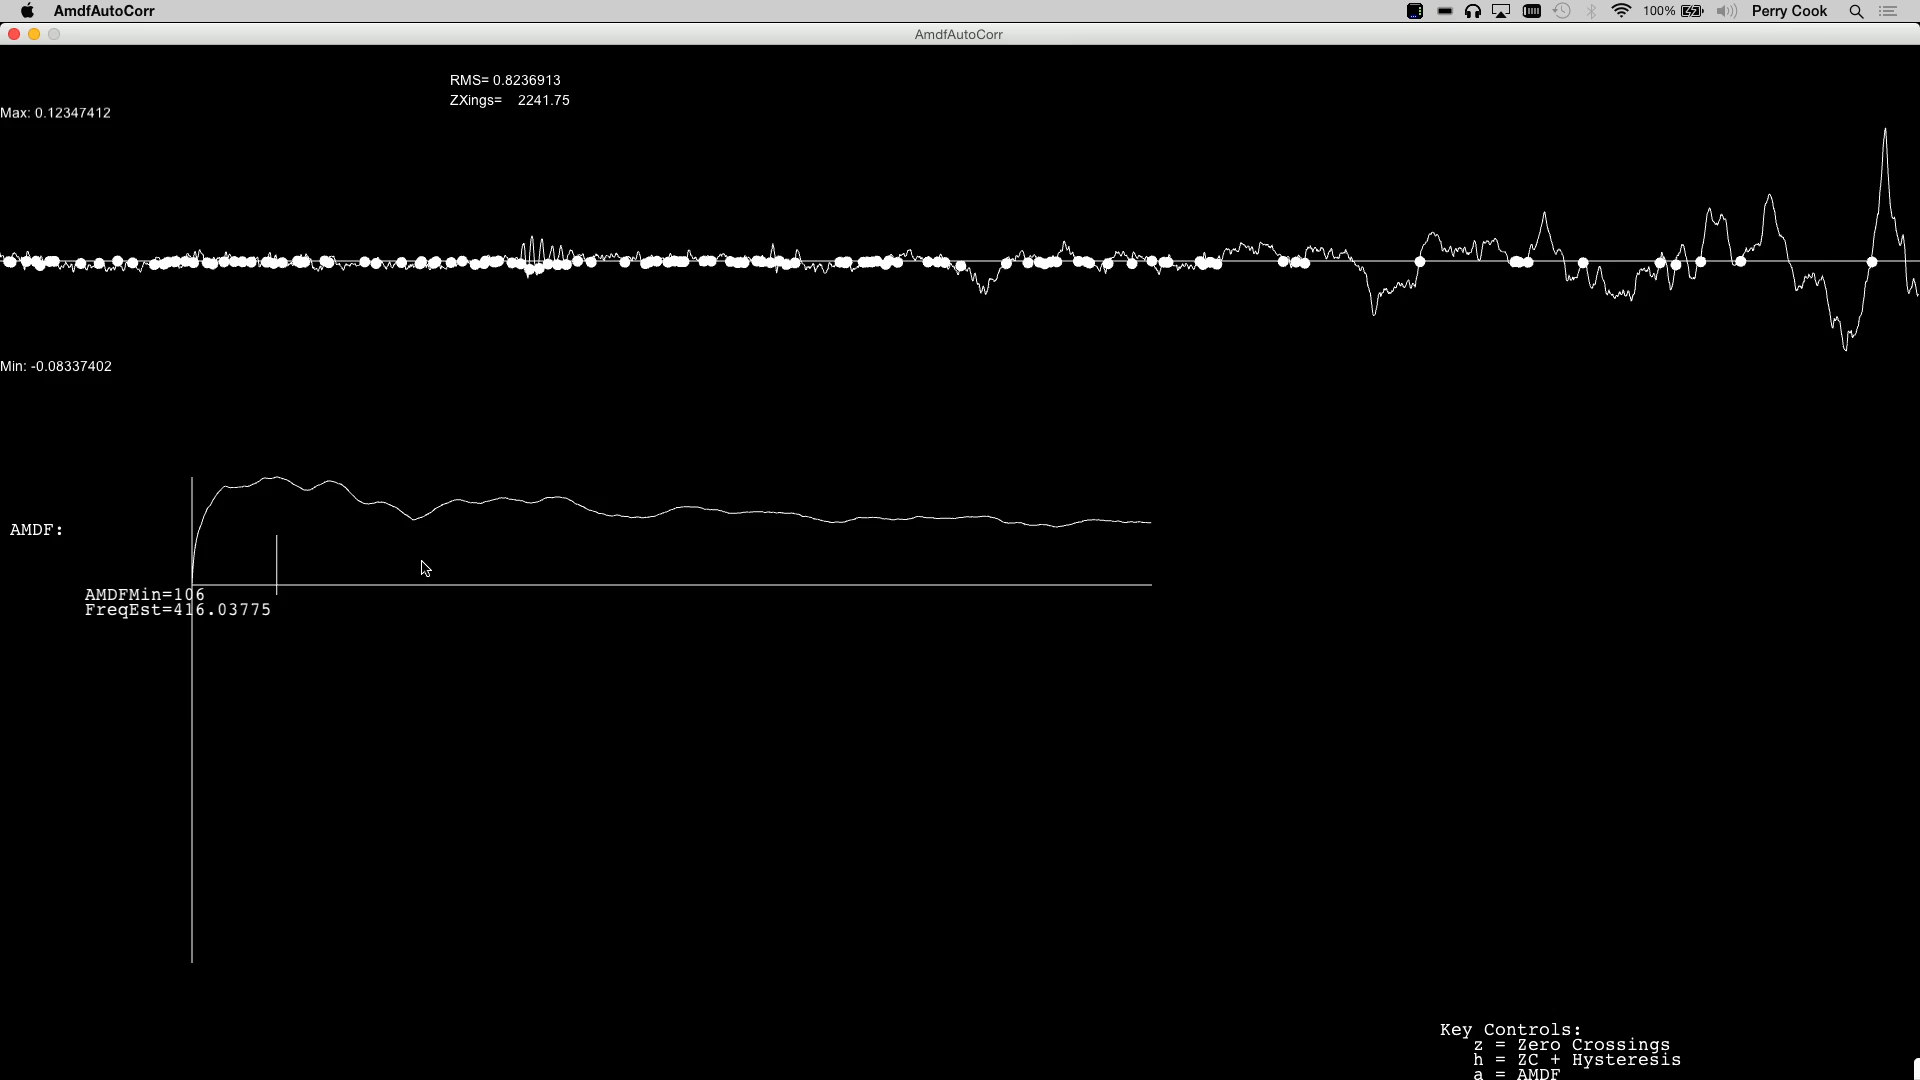 AmdfAutoCorr
100%
Perry Cook
AmdfAutoCorr
RMS= 0.8236913
ZXings= 2241.75
Max: 0.12347412
Min: -0.08337402
AMDF:
AMDFMin=106
FreqEst=416.03775
Key Controls:
z = Zero Crossings
h = ZC + Hysteresis
a = AMDF